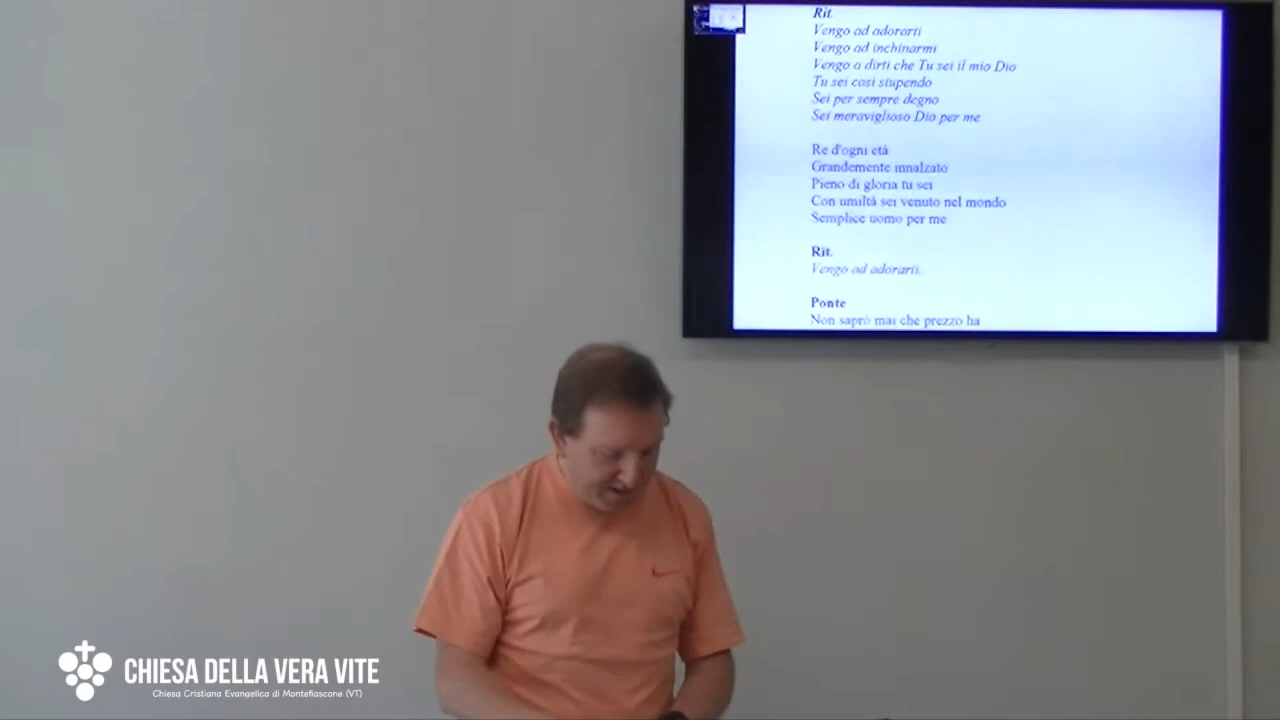 Rit.
Vengo ad adorarti
Vengo ad inchinarmi
Vengo a dirti che Tu sei il mio Dio
Tu sei così stupendo
Sei per sempre degno
Sei meraviglioso Dio per me
Re d'ogni età
Grandemente innalzato
Pieno di gloria tu sei
Con umiltà sei venuto nel mondo
Semplice uomo per me
Rit.
Vengo ad adorarti..
Ponte
Non saprò mai che prezzo ha
CHIESA DELLA VERA VITE
Chiesa Cristiana Evangelica di Montefiascone (VT)